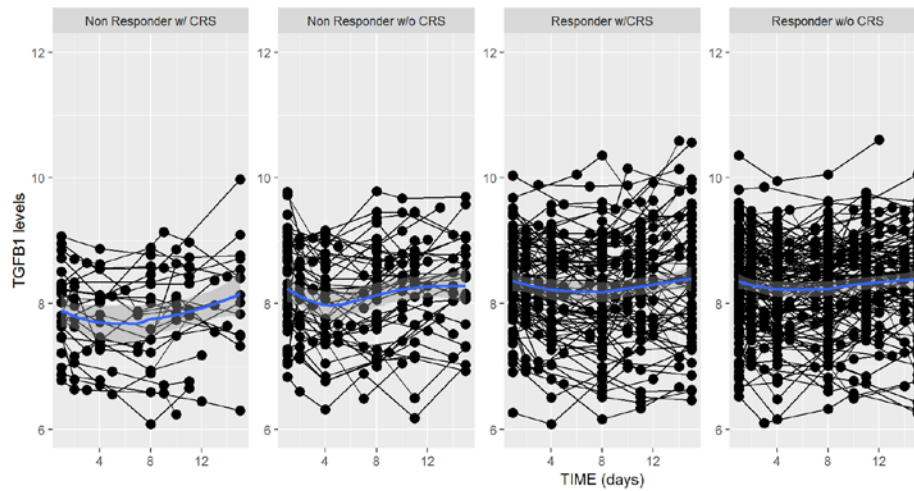 Non Responder w/ CRS
Non Responder w/o CRS
Responder w/CRS
Responder w/o CRS
TGFB1 levels
12
10
8
6
12
10
8
6
12
10
8
6
12
10
8
6
4 8 12
4 8 12
4 8 12
4 8 12
TIME (days)